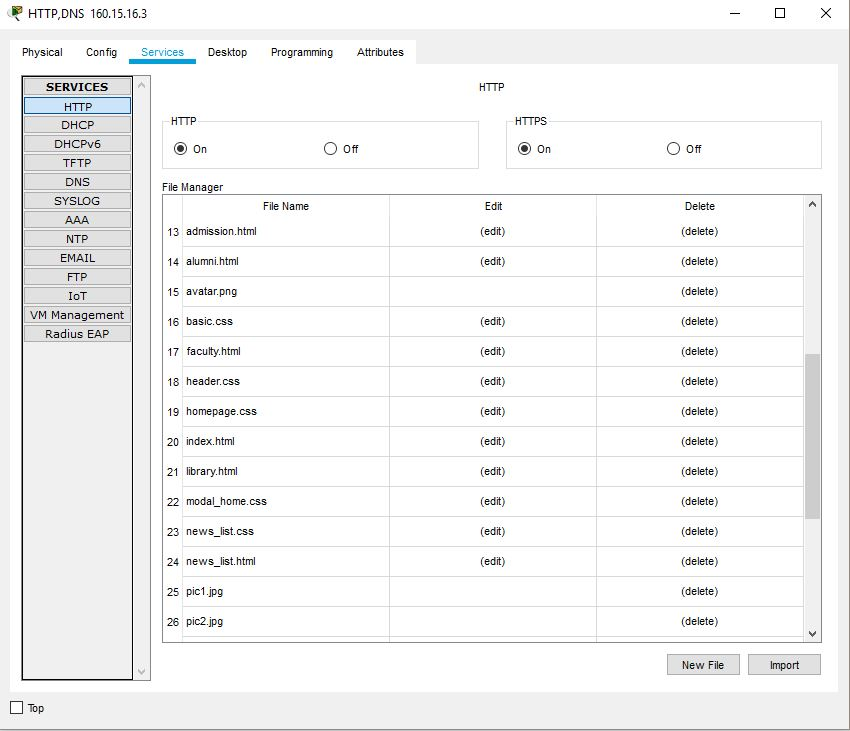 HTTP,DNS 160.15.16.3
Physical Config Services Desktop Programming Attributes
SERVICES
HTTP
DHCP
DHCPv6
TFTP
DNS
SYSLOG
AAA
NTP
EMAIL
FTP
IoT
VM Management
Radius EAP
HTTP
HTTP
On Off
HTTPS
On Off
File Manager
File Name Edit Delete
13 admission.html (edit) (delete)
14 alumni.html (edit) (delete)
15 avatar.png (delete)
16 basic.css (edit) (delete)
17 faculty.html (edit) (delete)
18 header.css (edit) (delete)
19 homepage.css (edit) (delete)
20 index.html (edit) (delete)
21 library.html (edit) (delete)
22 modal_home.css (edit) (delete)
23 news_list.css (edit) (delete)
24 news_list.html (edit) (delete)
25 pic1.jpg (delete)
26 pic2.jpg (delete)
New File Import
Top